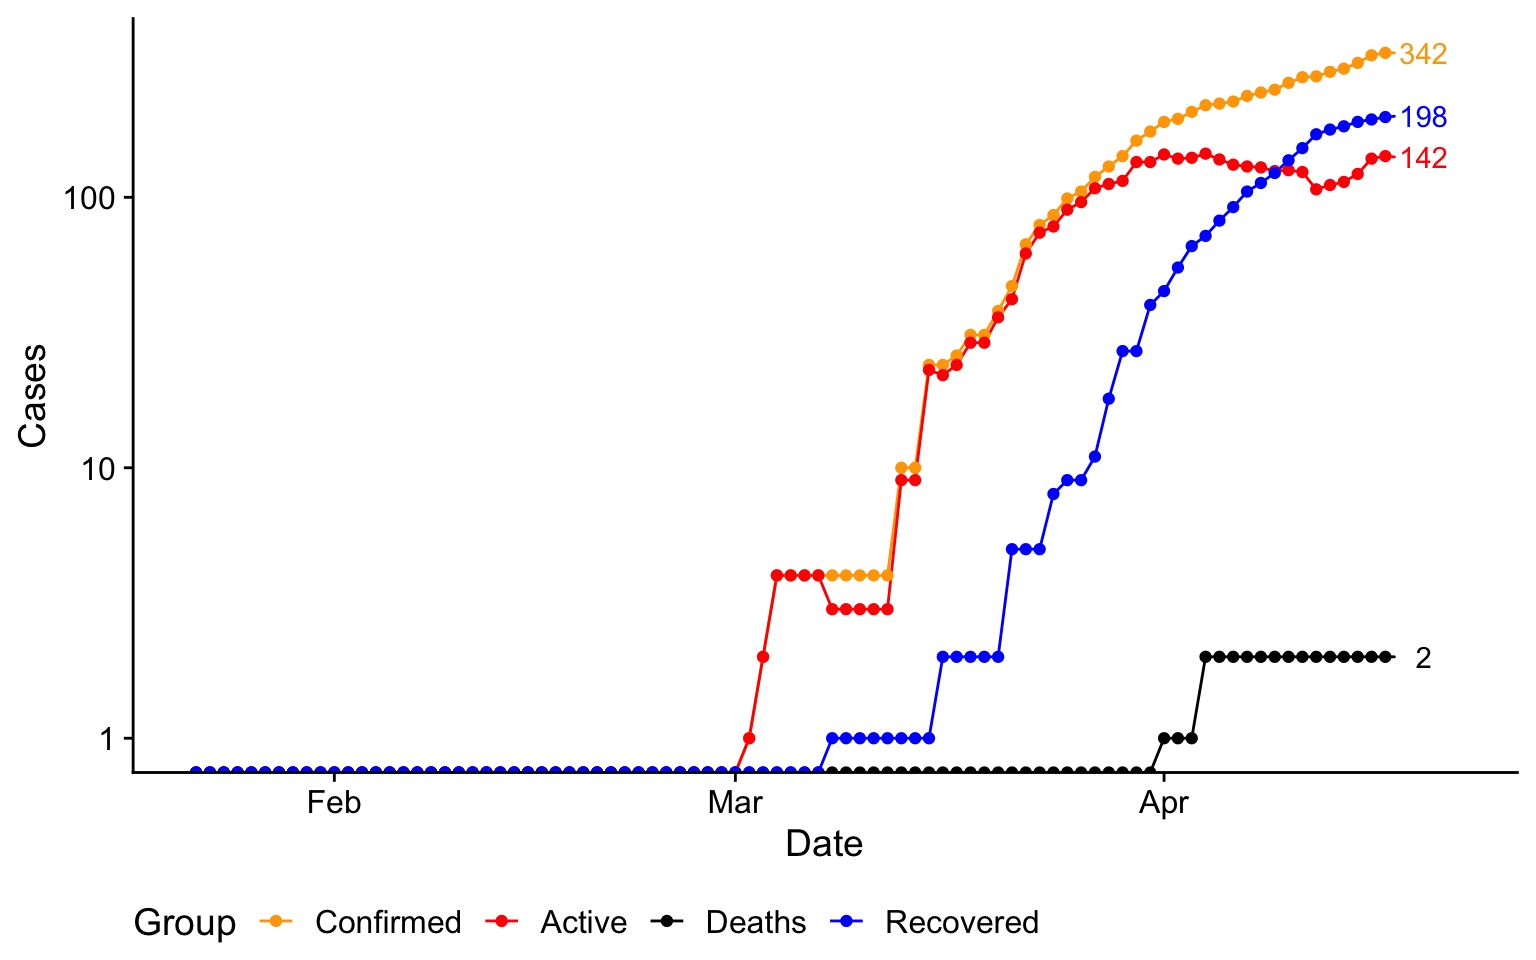 342
198
142
100
10
2
1
Cases
Feb Mar Apr
Date
Group Confirmed Active Deaths Recovered